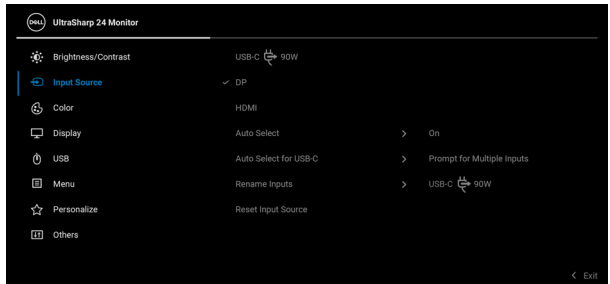 DELL UltraSharp 24 Monitor
Brightness/Contrast USB-C 90W
Input Source DP
Color HDMI
Display Auto Select On
USB Auto Select for USB-C Prompt for Multiple Inputs
Menu Rename Inputs USB-C 90W
Personalize Reset Input Source
Others
Exit